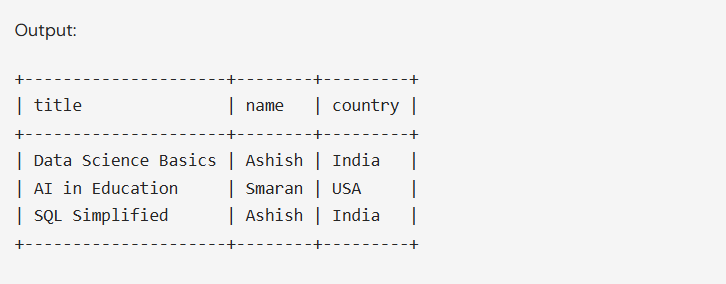 Output:
+---------------------+--------+---------+
| title               | name   | country |
+---------------------+--------+---------+
| Data Science Basics | Ashish | India   |
| AI in Education     | Smaran | USA     |
| SQL Simplified      | Ashish | India   |
+---------------------+--------+---------+